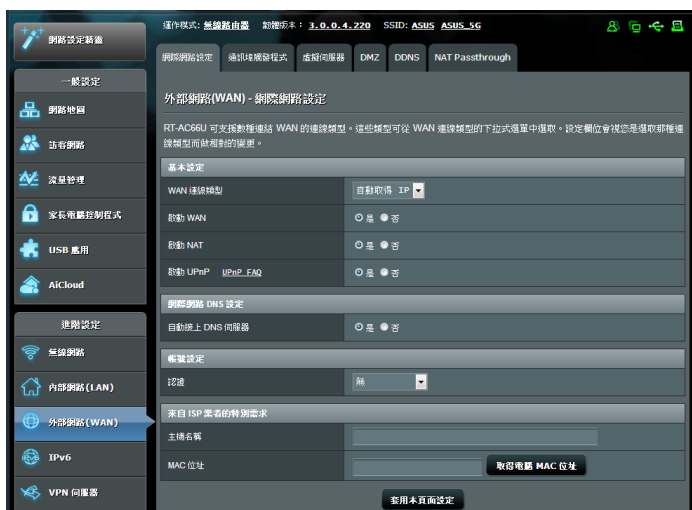 網路設定精靈
運作模式: 無線路由器 韌體版本: 3.0.0.4.220 SSID: ASUS ASUS_5G
網際網路設定 通訊埠觸發程式 虛擬伺服器 DMZ DDNS NAT Passthrough
一般設定
網路地圖
訪客網路
流量管理
家長電腦控制程式
USB 應用
AiCloud
進階設定
無線網路
內部網路(LAN)
外部網路(WAN)
IPv6
VPN 伺服器
外部網路(WAN) - 網際網路設定
RT-AC66U 可支援數種連結 WAN 的連線類型。這些類型可從 WAN 連線類型的下拉式選單中選取。設定欄位會視您是選取那種連
線類型而做相對的變更。
基本設定
WAN 連線類型 自動取得 IP
啟動 WAN 是 否
啟動 NAT 是 否
啟動 UPnP UPnP FAQ 是 否
網際網路 DNS 設定
自動接上 DNS 伺服器 是 否
帳號設定
認證 無
來自 ISP 業者的特別需求
主機名稱
MAC 位址 取得電腦 MAC 位址
套用本頁面設定